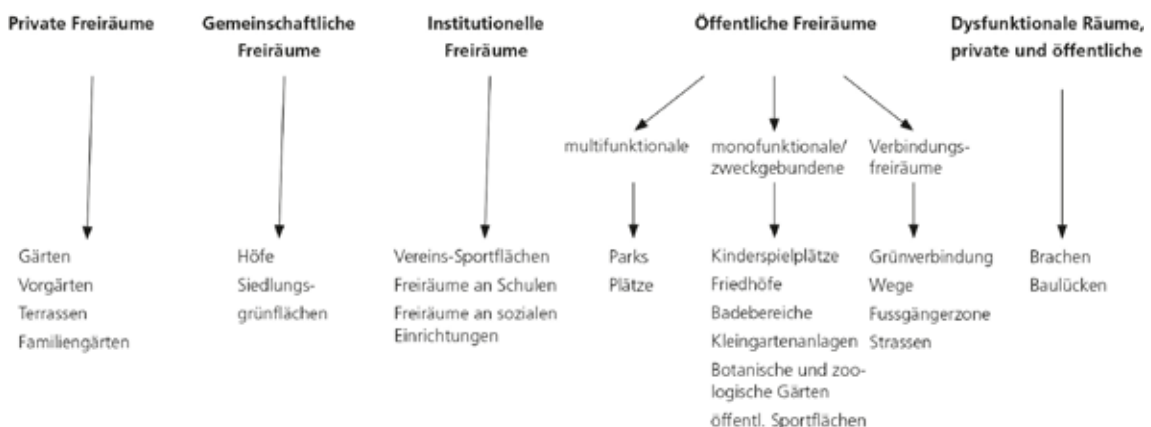 Private Freiräume
Gemeinschaftliche
Freiräume
Institutionelle
Freiräume
Öffentliche Freiräume
Dysfunktionale Räume,
private und öffentliche
multifunktionale
monofunktionale/
zweckgebundene
Verbindungs-
freiräume
Gärten
Vorgärten
Terrassen
Familiengärten
Höfe
Siedlungs-
grünflächen
Vereins-Sportflächen
Freiräume an Schulen
Freiräume an sozialen
Einrichtungen
Parks
Plätze
Kinderspielplätze
Friedhöfe
Badebereiche
Kleingartenanlagen
Botanische und zoo-
logische Gärten
öffentl. Sportflächen
Grünverbindung
Wege
Fussgängerzone
Strassen
Brachen
Baulücken